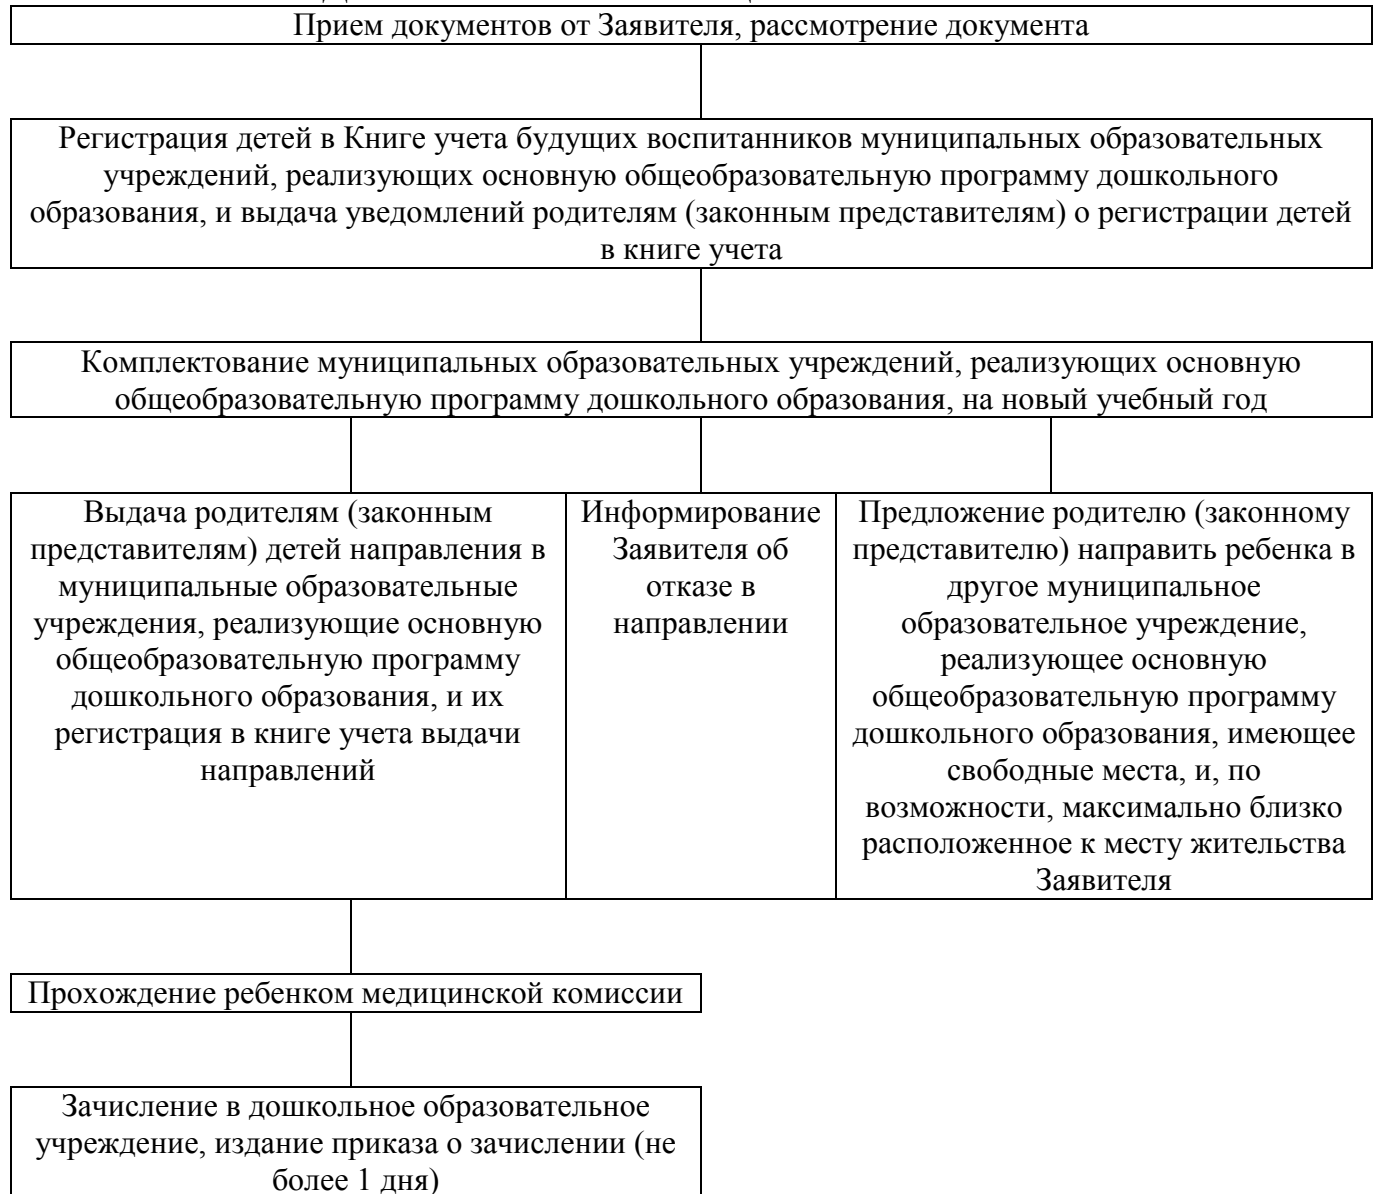 Прием документов от Заявителя, рассмотрение документа
Регистрация детей в Книге учета будущих воспитанников муниципальных образовательных
учреждений, реализующих основную общеобразовательную программу дошкольного
образования, и выдача уведомлений родителям (законным представителям) о регистрации детей
в книге учета
Комплектование муниципальных образовательных учреждений, реализующих основную
общеобразовательную программу дошкольного образования, на новый учебный год
Выдача родителям (законным
представителям) детей направления в
муниципальные образовательные
учреждения, реализующие основную
общеобразовательную программу
дошкольного образования, и их
регистрация в книге учета выдачи
направлений
Информирование
Заявителя об
отказе в
направлении
Предложение родителю (законному
представителю) направить ребенка в
другое муниципальное
образовательное учреждение,
реализующее основную
общеобразовательную программу
дошкольного образования, имеющее
свободные места, и, по
возможности, максимально близко
расположенное к месту жительства
Заявителя
Прохождение ребенком медицинской комиссии
Зачисление в дошкольное образовательное
учреждение, издание приказа о зачислении (не
более 1 дня)